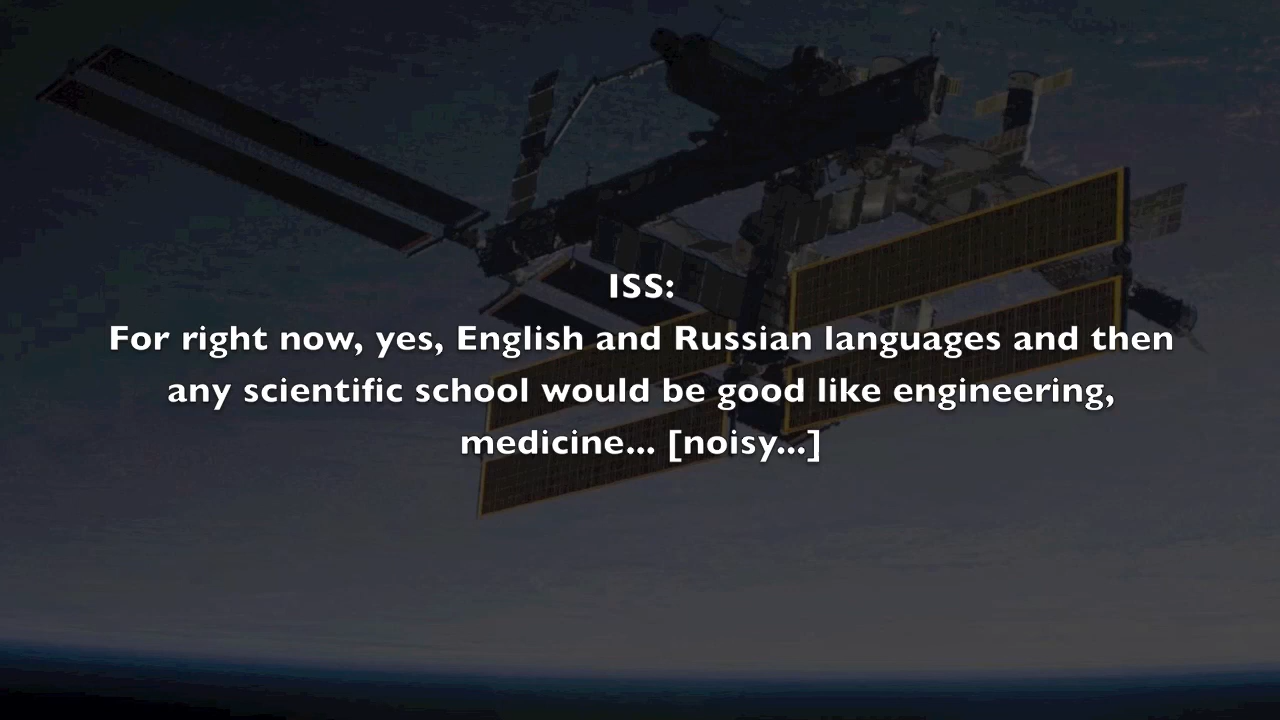 ISS:
For right now, yes, English and Russian languages and then
any scientific school would be good like engineering,
medicine... [noisy...]